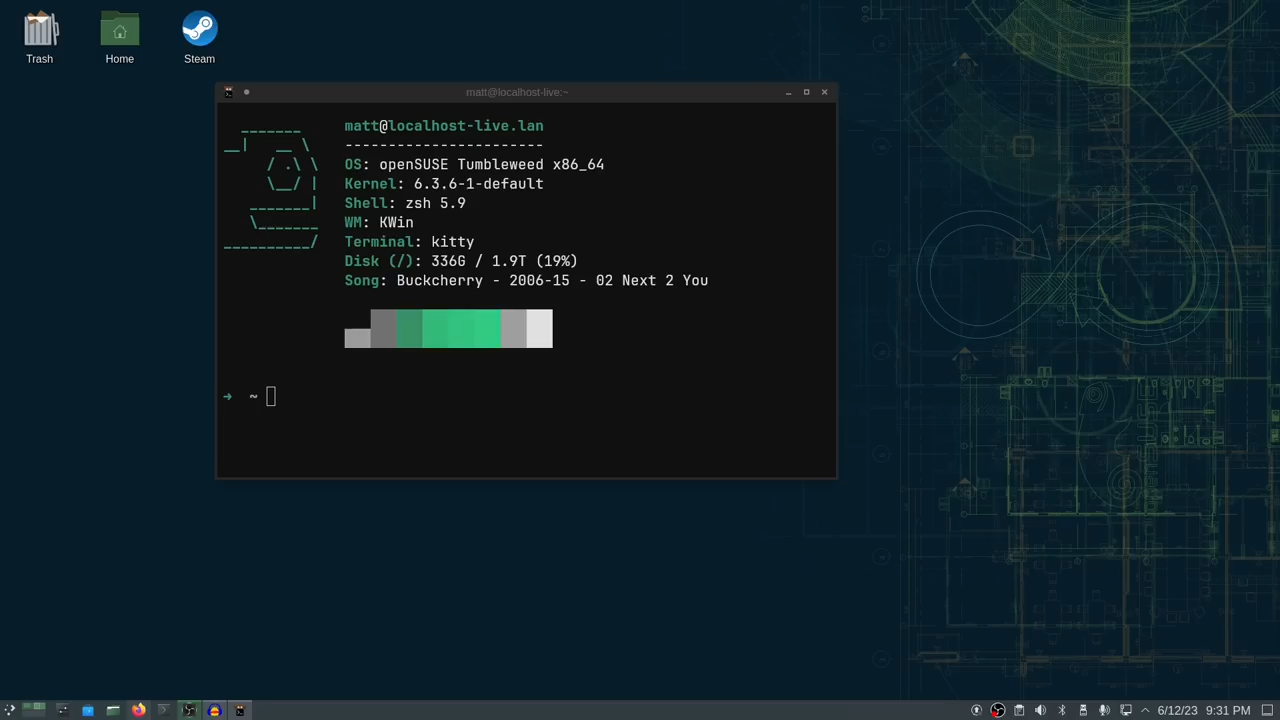 Trash
Home
Steam
matt@localhost-live:~
matt@localhost-live.lan
-----------------------
OS: openSUSE Tumbleweed x86_64
Kernel: 6.3.6-1-default
Shell: zsh 5.9
WM: KWin
Terminal: kitty
Disk (/): 336G / 1.9T (19%)
Song: Buckcherry - 2006-15 - 02 Next 2 You
➜ ~
6/12/23 9:31 PM